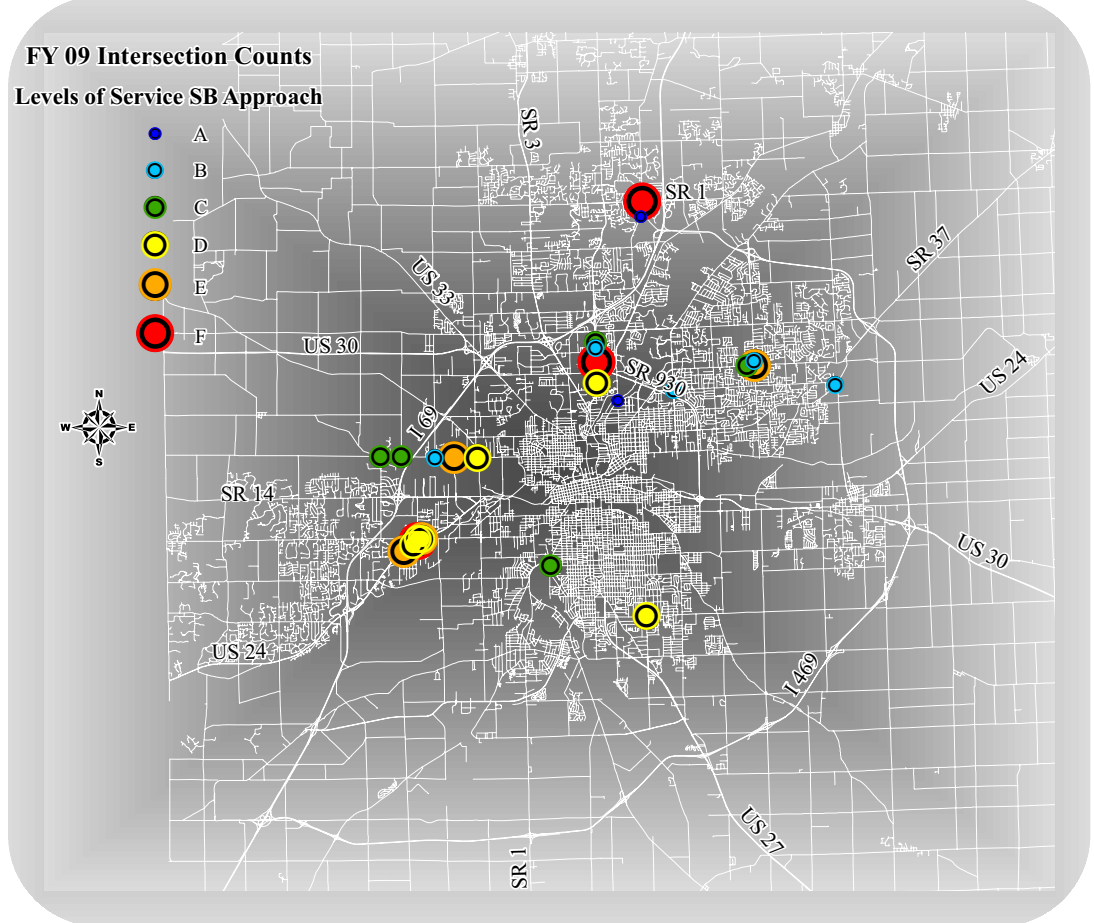 FY 09 Intersection Counts
Levels of Service SB Approach
A
B
C
D
E
F
SR 3
SR 1
SR 37
US 33
US 30
SR 930
US 24
I 69
N
W
E
S
SR 14
US 30
US 24
I 469
US 27
SR 1